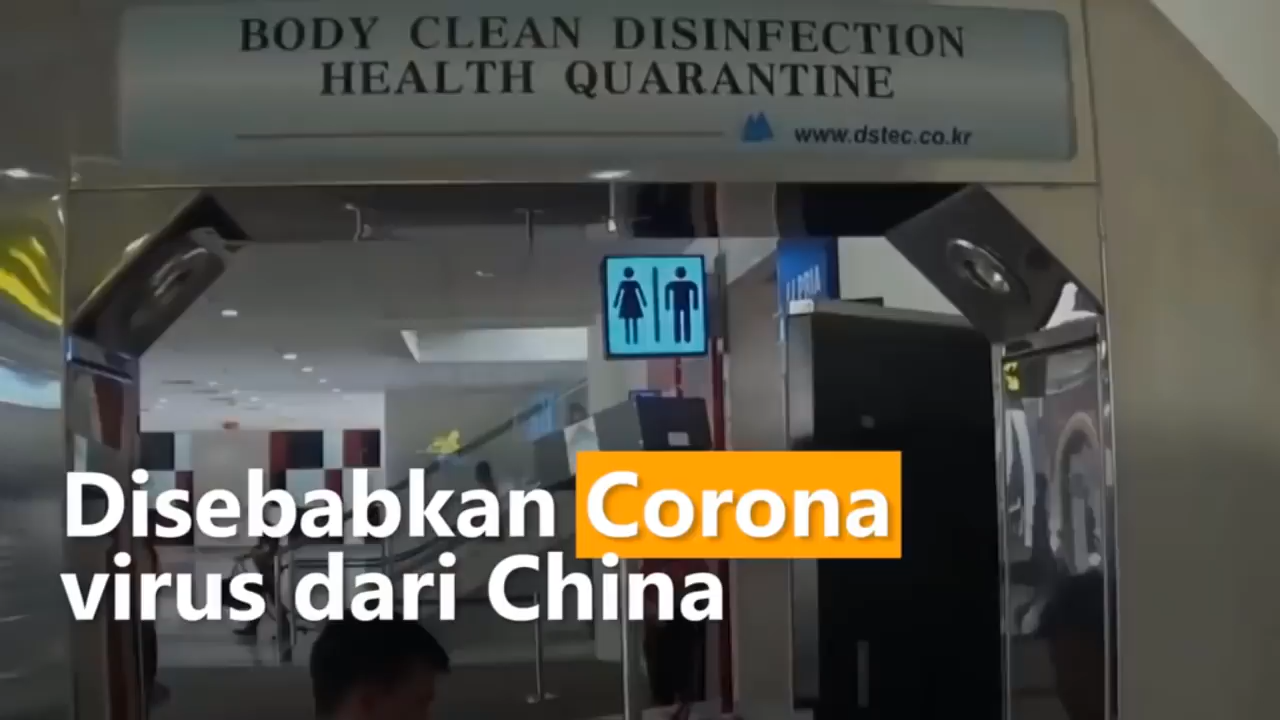 BODY CLEAN DISINFECTION
HEALTH QUARANTINE
www.dstec.co.kr
Disebabkan Corona
virus dari China